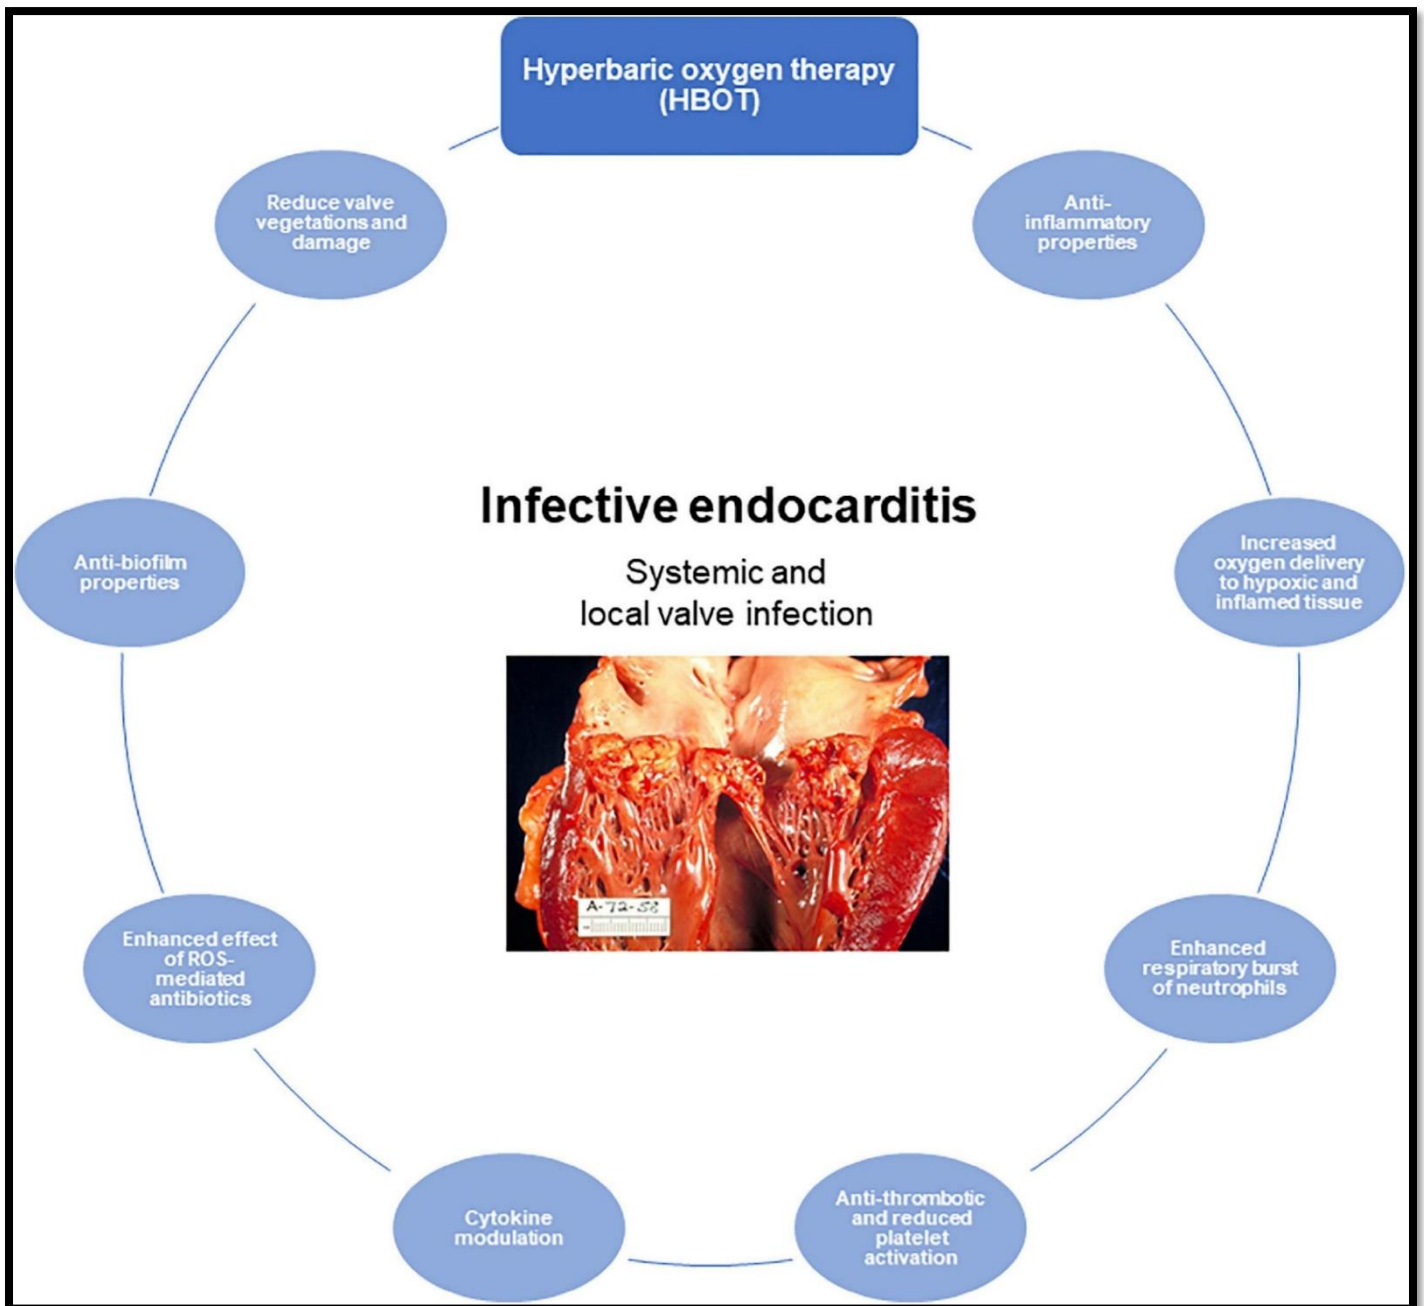 Hyperbaric oxygen therapy
(HBOT)
Anti-
inflammatory
properties
Increased
oxygen delivery
to hypoxic and
inflamed tissue
Enhanced
respiratory burst
of neutrophils
Anti-thrombotic
and reduced
platelet
activation
Cytokine
modulation
Enhanced effect
of ROS-
mediated
antibiotics
Anti-biofilm
properties
Reduce valve
vegetations and
damage
Infective endocarditis
Systemic and
local valve infection
A-72-58